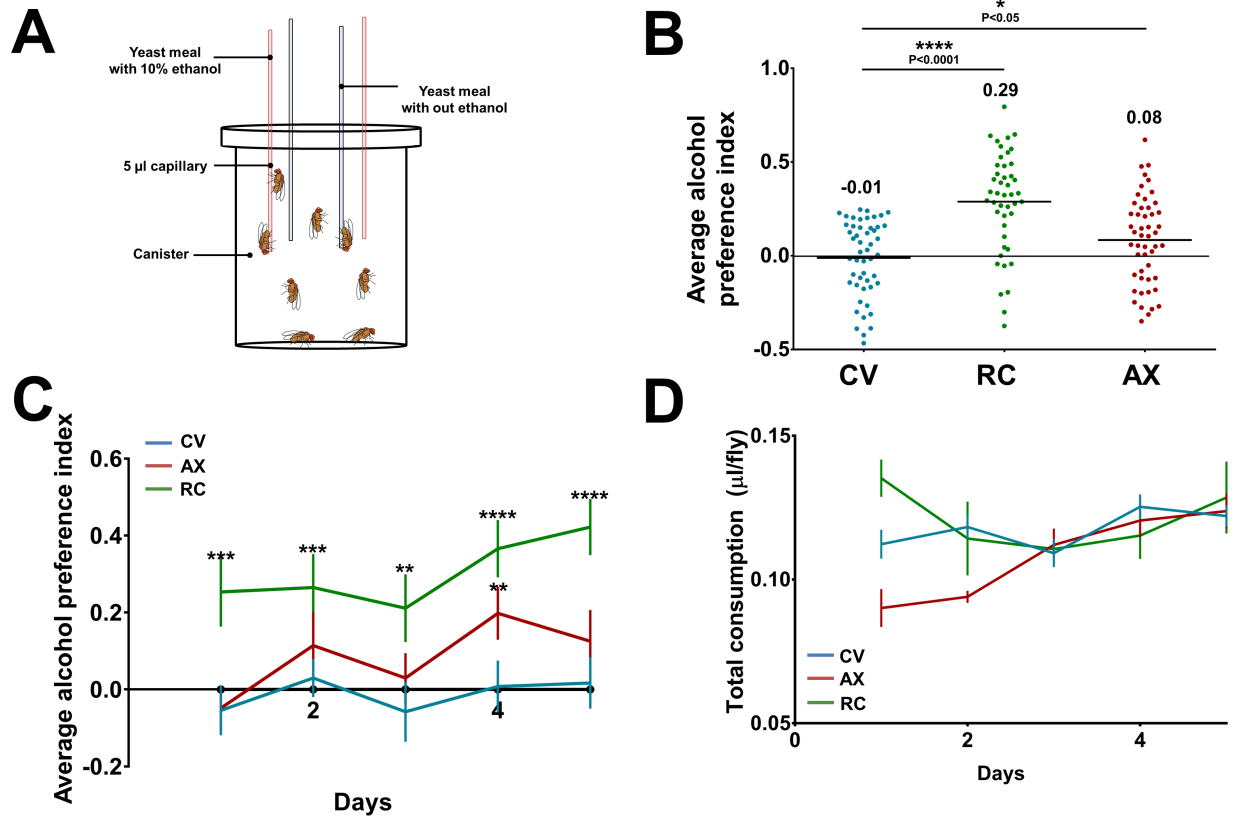 A
Yeast meal
with 10% ethanol
Yeast meal
with out ethanol
5 µl capillary
Canister
B
*
P<0.05
****
P<0.0001
Average alcohol
preference index
1.0
0.5
0.0
-0.5
-0.01
0.29
0.08
CV
RC
AX
C
Average alcohol preference index
CV
AX
RC
0.6
0.4
0.2
0.0
-0.2
***
***
**
****
****
**
2
4
Days
D
Total consumption (µl/fly)
0.15
0.10
0.05
CV
AX
RC
0
2
4
Days